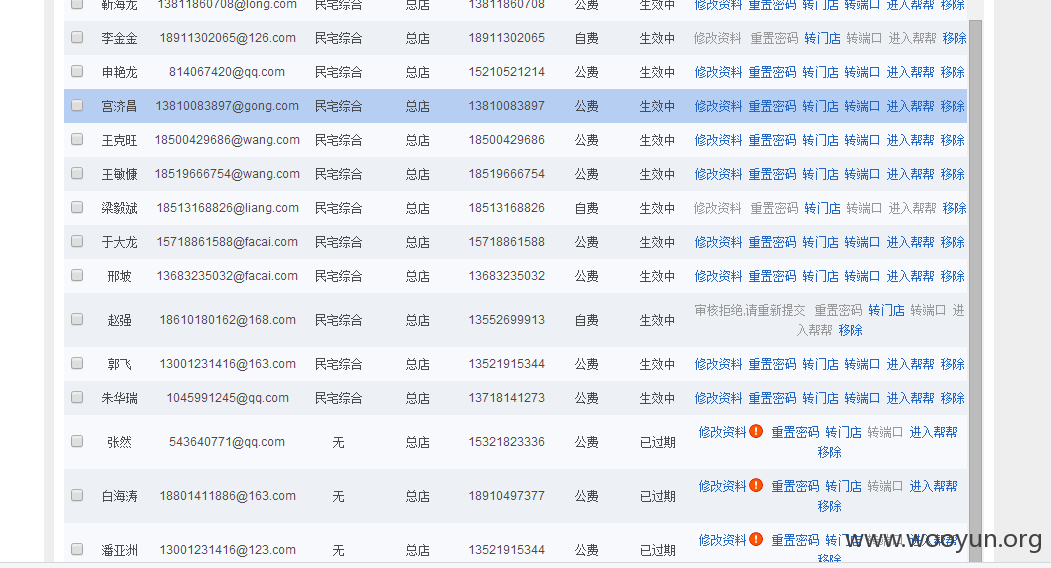 靳海龙 13811860708@long.com 民宅综合 总店 13811860708 公费 生效中 修改资料 重置密码 转门店 转端口 进入帮帮 移除
李金金 18911302065@126.com 民宅综合 总店 18911302065 自费 生效中 修改资料 重置密码 转门店 转端口 进入帮帮 移除
申艳龙 814067420@qq.com 民宅综合 总店 15210521214 公费 生效中 修改资料 重置密码 转门店 转端口 进入帮帮 移除
宫济昌 13810083897@gong.com 民宅综合 总店 13810083897 公费 生效中 修改资料 重置密码 转门店 转端口 进入帮帮 移除
王克旺 18500429686@wang.com 民宅综合 总店 18500429686 公费 生效中 修改资料 重置密码 转门店 转端口 进入帮帮 移除
王敏慷 18519666754@wang.com 民宅综合 总店 18519666754 公费 生效中 修改资料 重置密码 转门店 转端口 进入帮帮 移除
梁毅斌 18513168826@liang.com 民宅综合 总店 18513168826 自费 生效中 修改资料 重置密码 转门店 转端口 进入帮帮 移除
于大龙 15718861588@facai.com 民宅综合 总店 15718861588 公费 生效中 修改资料 重置密码 转门店 转端口 进入帮帮 移除
邢坡 13683235032@facai.com 民宅综合 总店 13683235032 公费 生效中 修改资料 重置密码 转门店 转端口 进入帮帮 移除
赵强 18610180162@168.com 民宅综合 总店 13552699913 自费 生效中 审核拒绝,请重新提交 重置密码 转门店 转端口 进
入帮帮 移除
郭飞 13001231416@163.com 民宅综合 总店 13521915344 公费 生效中 修改资料 重置密码 转门店 转端口 进入帮帮 移除
朱华瑞 1045991245@qq.com 民宅综合 总店 13718141273 公费 生效中 修改资料 重置密码 转门店 转端口 进入帮帮 移除
张然 543640771@qq.com 无 总店 15321823336 公费 已过期 修改资料 ! 重置密码 转门店 转端口 进入帮帮
移除
白海涛 18801411886@163.com 无 总店 18910497377 公费 已过期 修改资料 ! 重置密码 转门店 转端口 进入帮帮
移除
潘亚洲 13001231416@123.com 无 总店 13521915344 公费 已过期 修改资料 ! 重置密码 转门店 转端口 进入帮帮
移除
www.wooyun.org